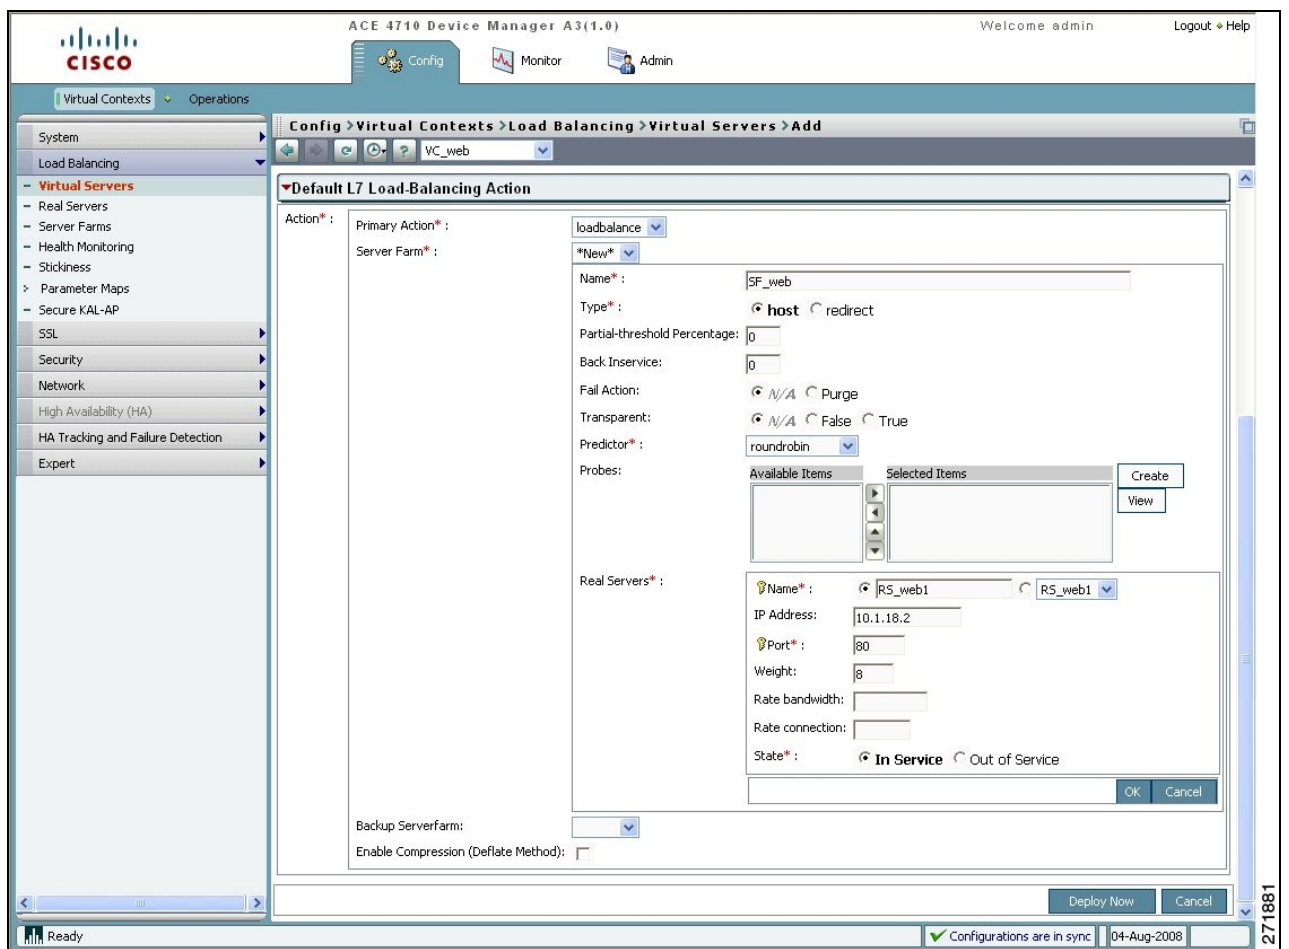 ACE 4710 Device Manager A3(1.0)
Welcome admin
Logout
Help
CISCO
Config
Monitor
Admin
Virtual Contexts
Operations
System
Load Balancing
Virtual Servers
Real Servers
Server Farms
Health Monitoring
Stickiness
Parameter Maps
Secure KAL-AP
SSL
Security
Network
High Availability (HA)
HA Tracking and Failure Detection
Expert
Config >Virtual Contexts >Load Balancing >Virtual Servers >Add
? VC_web
Default L7 Load-Balancing Action
Action* :
Primary Action* : loadbalance
Server Farm* : *New*
Name* : SF_web
Type* : host redirect
Partial-threshold Percentage: 0
Back Inservice: 0
Fail Action: N/A Purge
Transparent: N/A False True
Predictor* : roundrobin
Probes: Available Items Selected Items Create
View
Real Servers* :
Name* : RS_web1 RS_web1
IP Address: 10.1.18.2
Port* : 80
Weight: 8
Rate bandwidth:
Rate connection:
State* : In Service Out of Service
OK Cancel
Backup Serverfarm:
Enable Compression (Deflate Method):
Deploy Now Cancel
Ready
Configurations are in sync
04-Aug-2008
271881